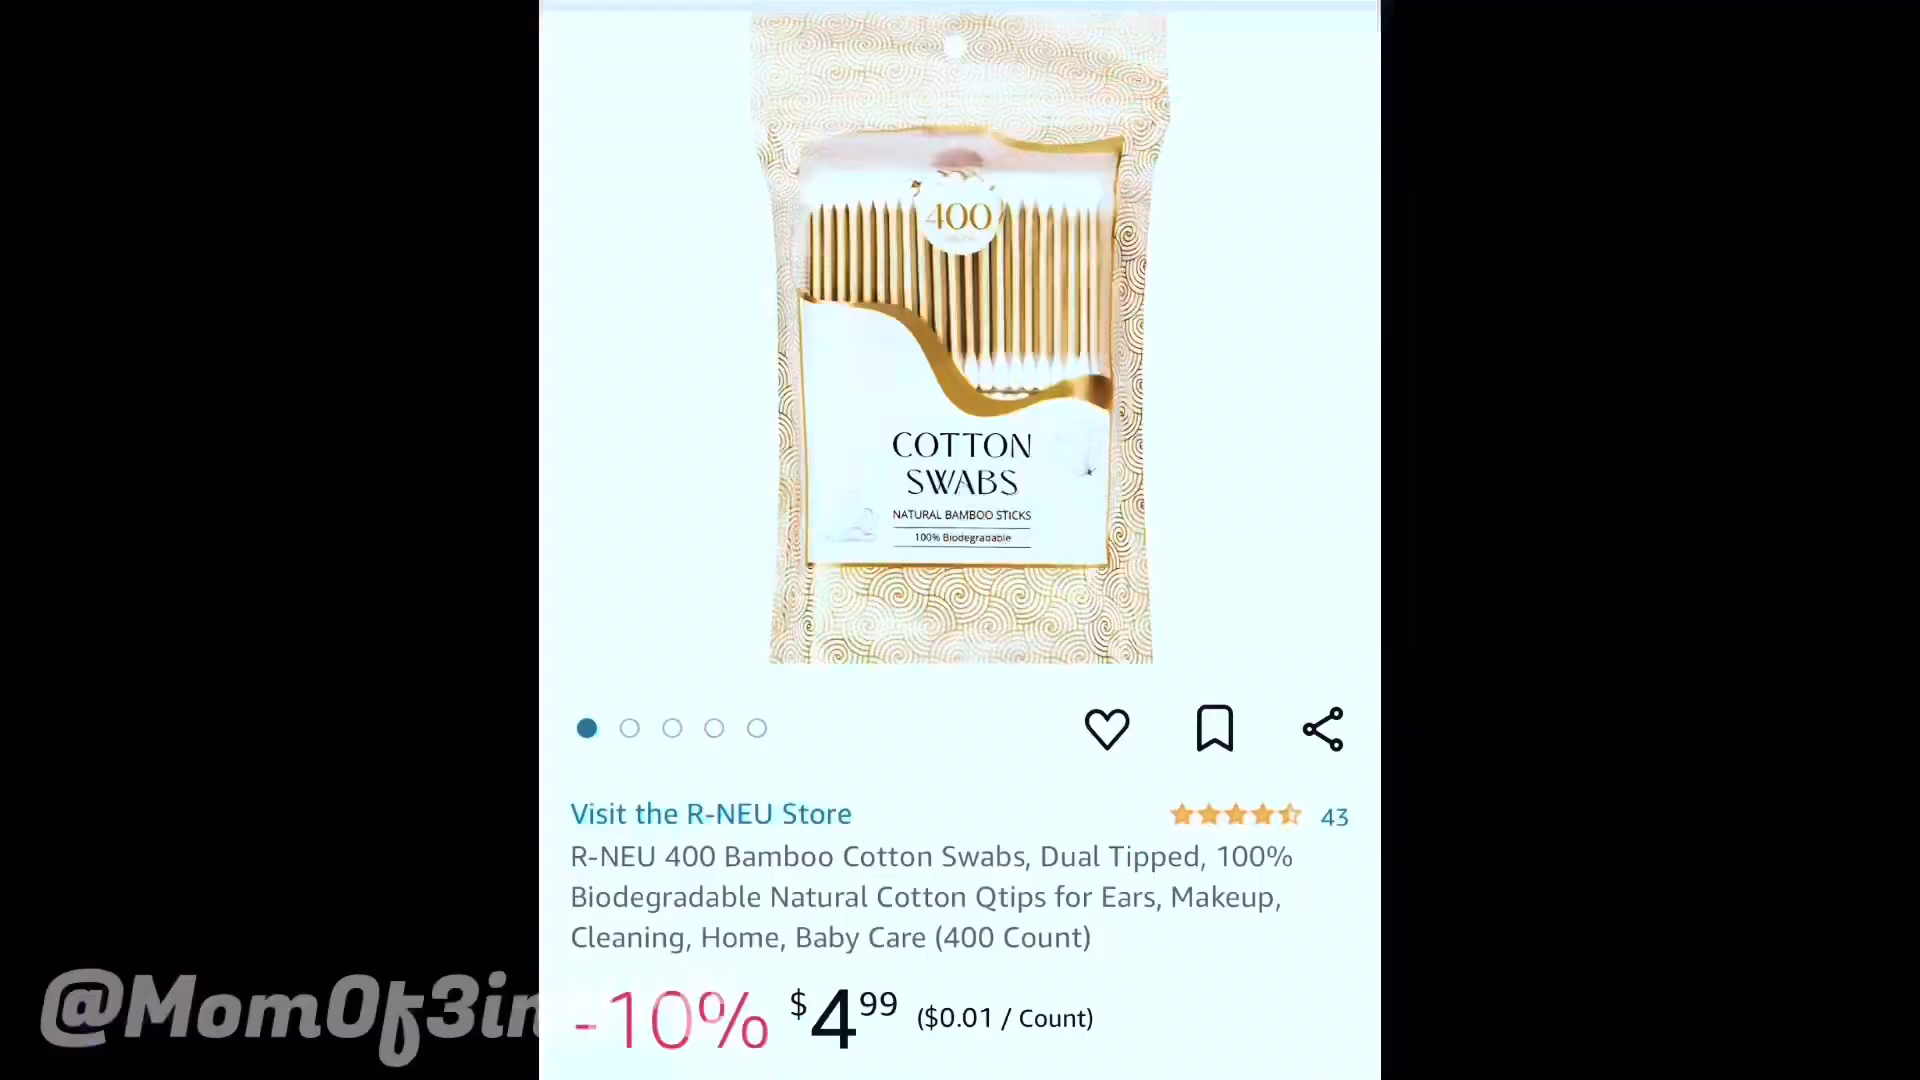 400
COTTON
SWABS
NATURAL BAMBOO STICKS
100% Biodegradable
Visit the R-NEU Store
43
R-NEU 400 Bamboo Cotton Swabs, Dual Tipped, 100%
Biodegradable Natural Cotton Qtips for Ears, Makeup,
Cleaning, Home, Baby Care (400 Count)
-10% $499 ($0.01 / Count)
@MomOf3in